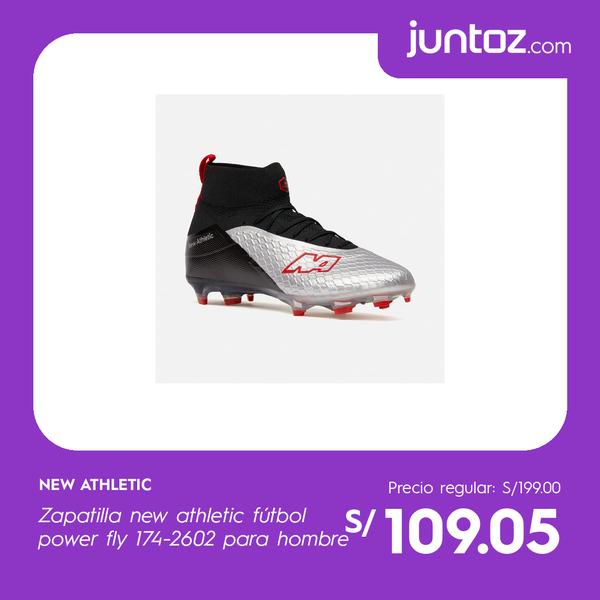 juntoz.com
New Athletic
NA
NEW ATHLETIC
Precio regular: S/199.00
Zapatilla new athletic fútbol
power fly 174-2602 para hombre
S/ 109.05